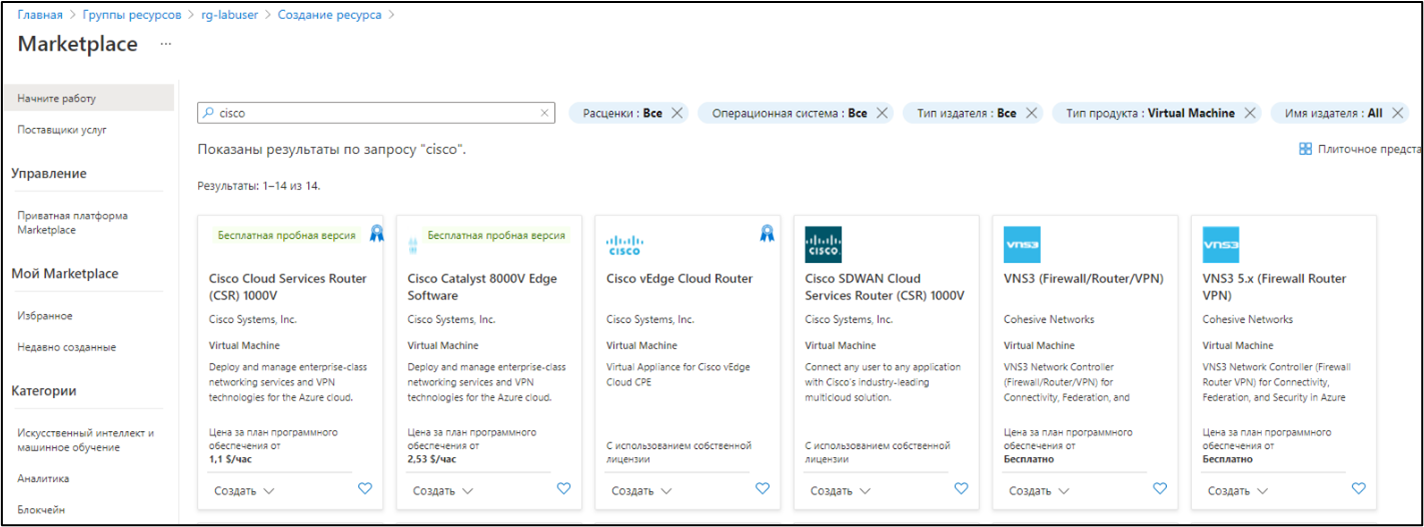 Главная > Группы ресурсов > rg-labuser > Создание ресурса >
Marketplace ...
Начните работу
Поставщики услуг
Управление
Приватная платформа
Marketplace
Мой Marketplace
Избранное
Недавно созданные
Категории
Искусственный интеллект и
машинное обучение
Аналитика
Блокчейн
cisco
Расценки : Все
Операционная система : Все
Тип издателя : Все
Тип продукта : Virtual Machine
Имя издателя : All
Показаны результаты по запросу "cisco".
Плиточное предста
Результаты: 1–14 из 14.
Бесплатная пробная версия
Cisco Cloud Services Router
(CSR) 1000V
Cisco Systems, Inc.
Virtual Machine
Deploy and manage enterprise-class
networking services and VPN
technologies for the Azure cloud.
Цена за план программного
обеспечения от
1,1 $/час
Создать
Бесплатная пробная версия
Cisco Catalyst 8000V Edge
Software
Cisco Systems, Inc.
Virtual Machine
Deploy and manage enterprise-class
networking services and VPN
technologies for the Azure cloud.
Цена за план программного
обеспечения от
2,53 $/час
Создать
CISCO
Cisco vEdge Cloud Router
Cisco Systems, Inc.
Virtual Machine
Virtual Appliance for Cisco vEdge
Cloud CPE
С использованием собственной
лицензии
Создать
CISCO
Cisco SDWAN Cloud
Services Router (CSR) 1000V
Cisco Systems, Inc.
Virtual Machine
Connect any user to any application
with Cisco's industry-leading
multicloud solution.
С использованием собственной
лицензии
Создать
VNS3
VNS3 (Firewall/Router/VPN)
Cohesive Networks
Virtual Machine
VNS3 Network Controller
(Firewall/Router/VPN) for
Connectivity, Federation, and
Цена за план программного
обеспечения от
Бесплатно
Создать
VNS3
VNS3 5.x (Firewall Router
VPN)
Cohesive Networks
Virtual Machine
VNS3 Network Controller (Firewall
Router VPN) for Connectivity,
Federation, and Security in Azure
Цена за план программного
обеспечения от
Бесплатно
Создать